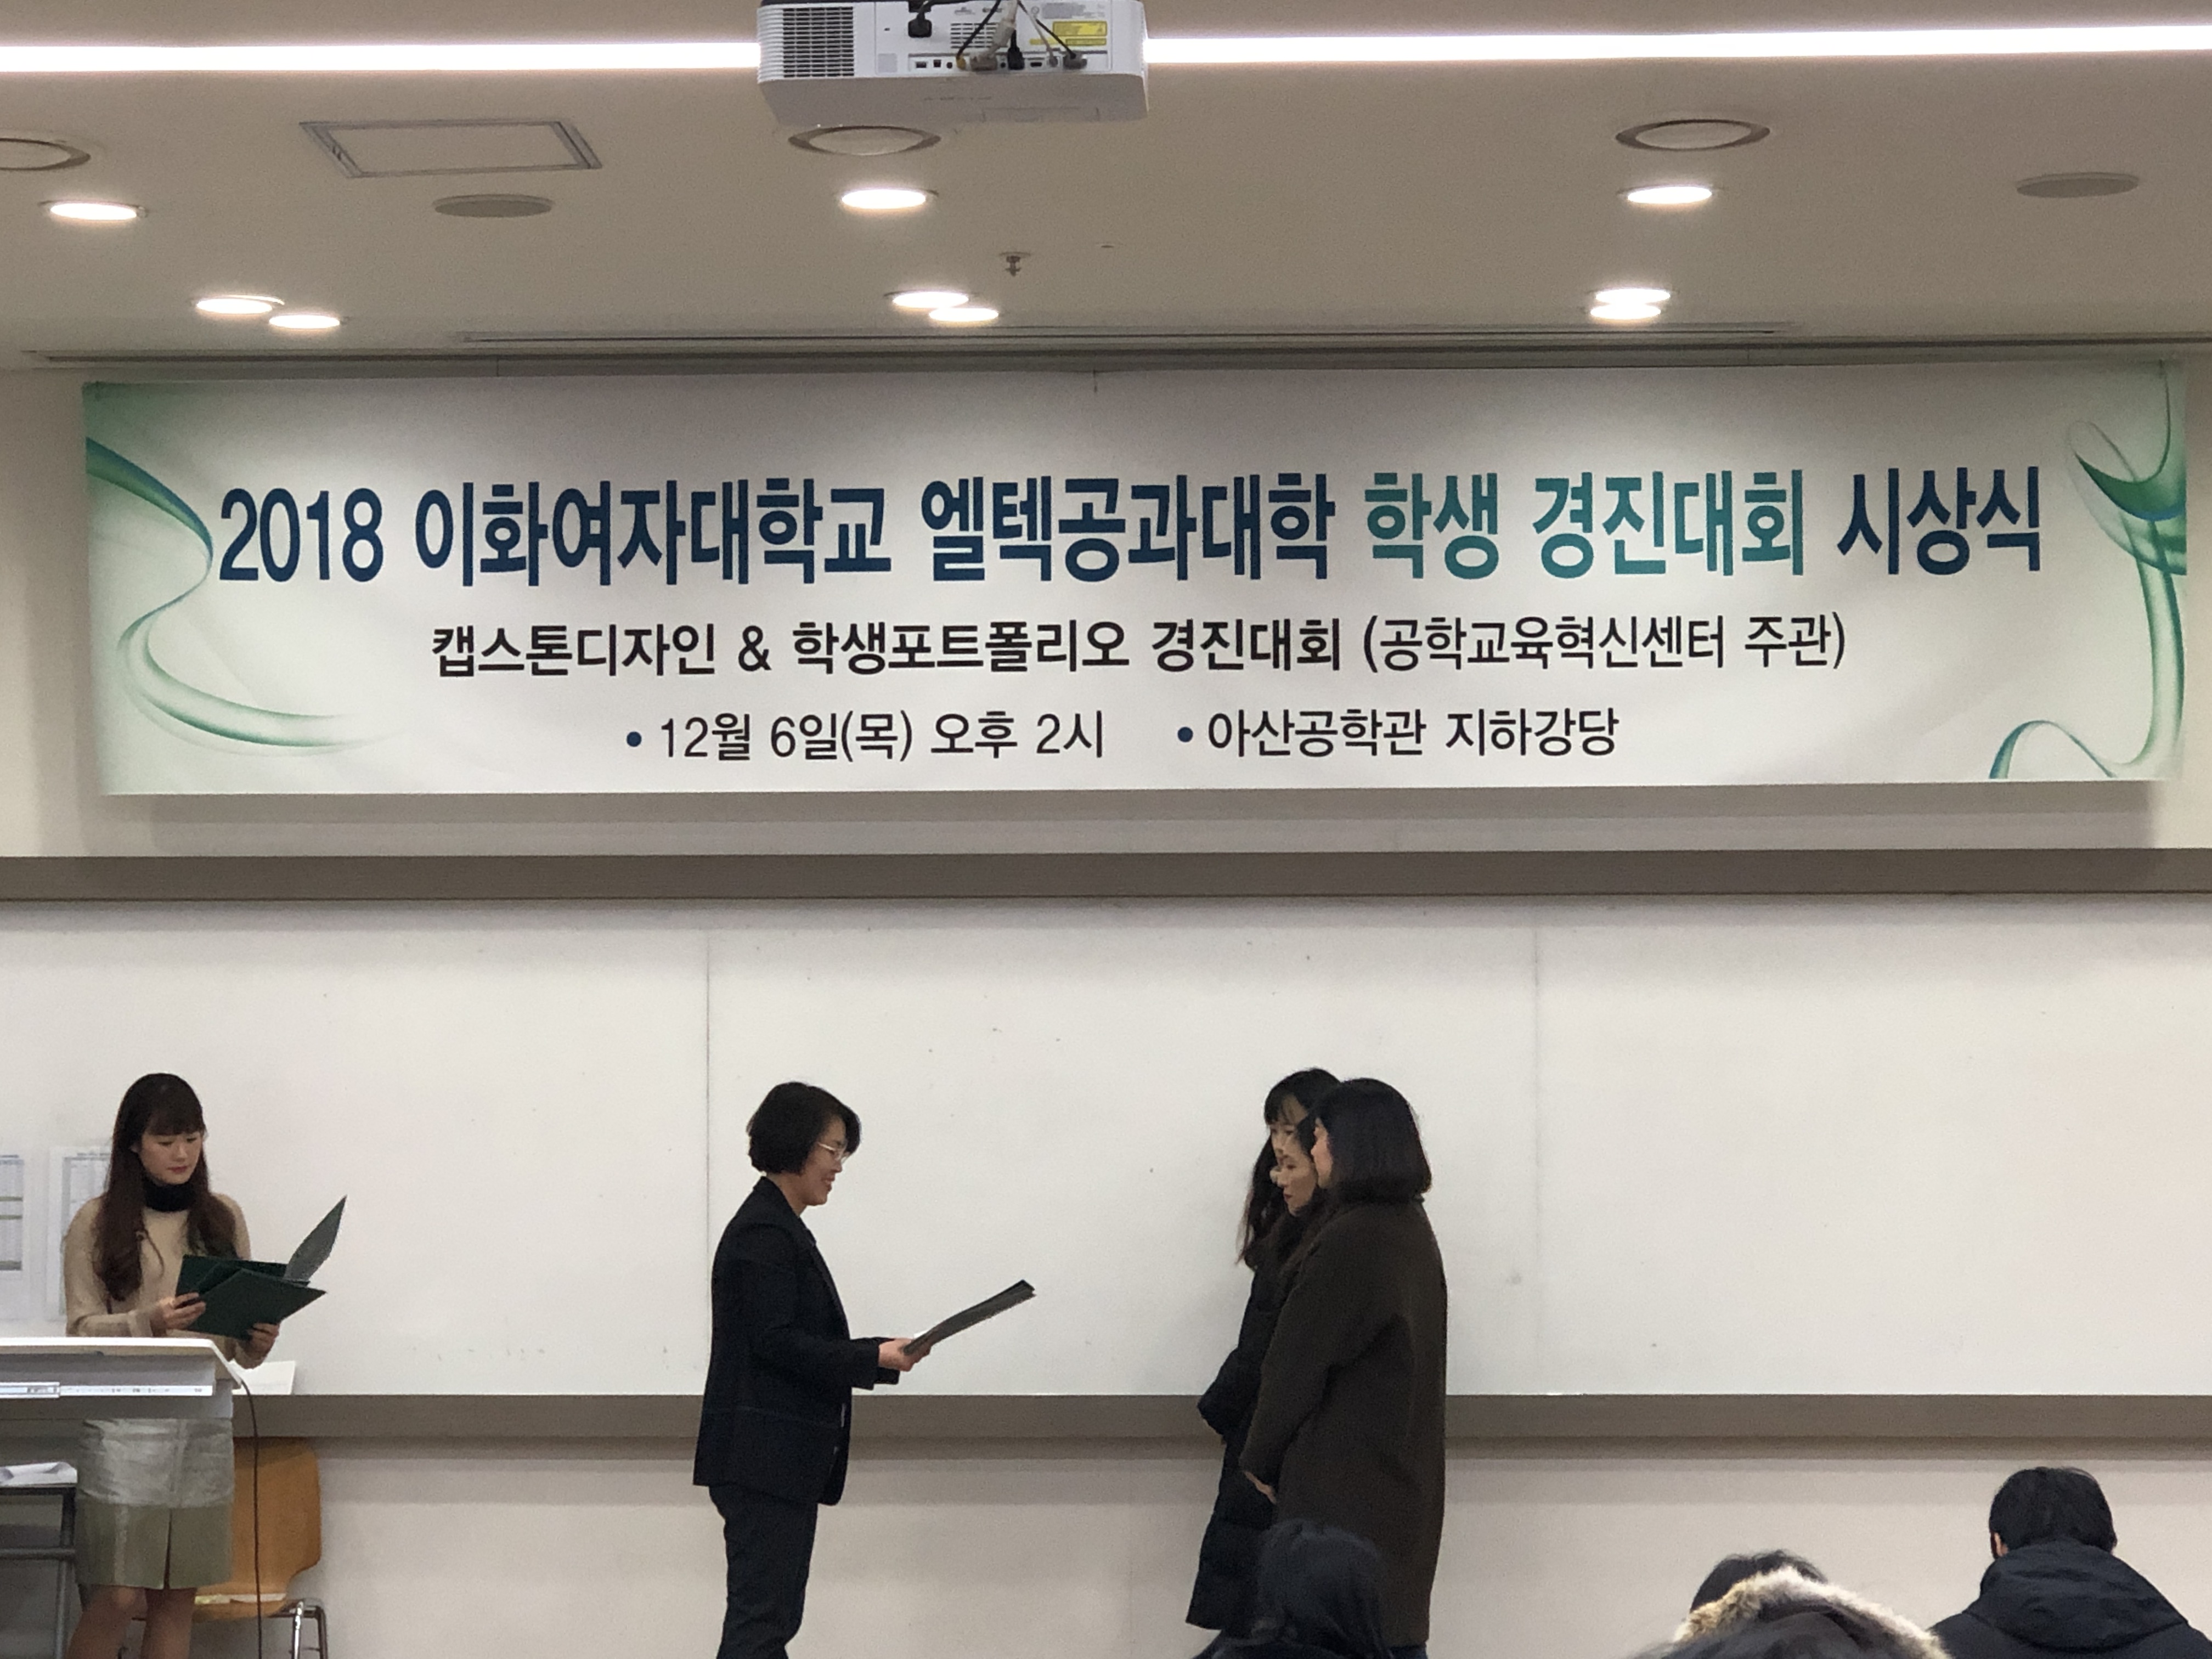 2018 이화여자대학교 엘텍공과대학 학생 경진대회 시상식
캡스톤디자인 & 학생포트폴리오 경진대회 (공학교육혁신센터 주관)
• 12월 6일(목) 오후 2시 • 아산공학관 지하강당